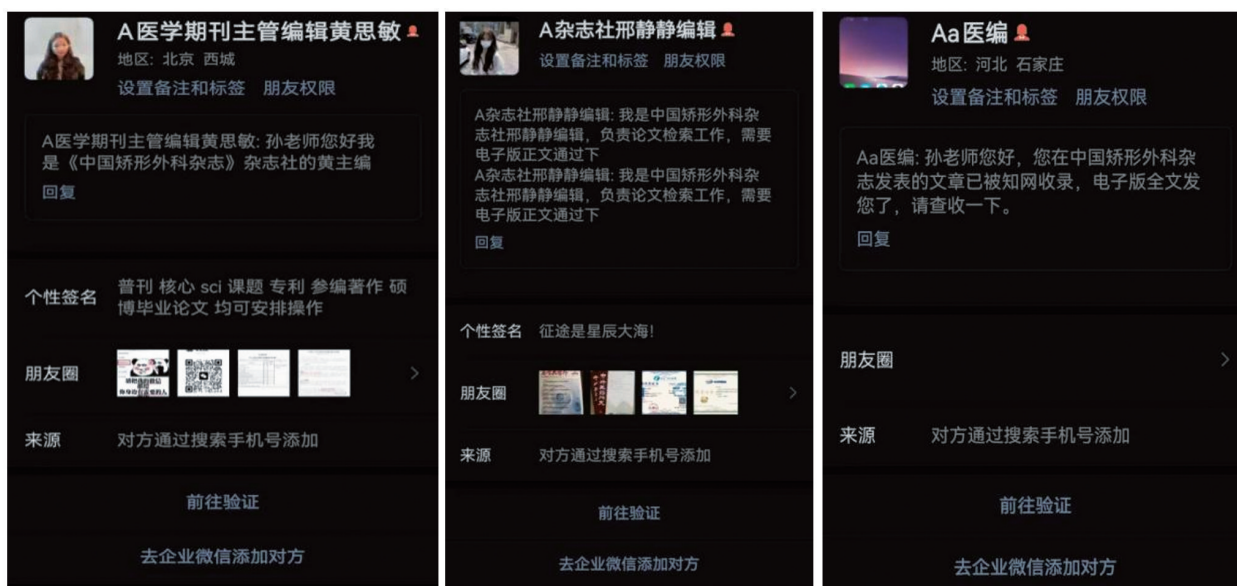 A医学期刊主管编辑黄思敏
地区: 北京 西城
设置备注和标签 朋友权限
A医学期刊主管编辑黄思敏: 孙老师您好我
是《中国矫形外科杂志》杂志社的黄主编
回复
个性签名 普刊 核心 sci 课题 专利 参编著作 硕
博毕业论文 均可安排操作
朋友圈
来源 对方通过搜索手机号添加
前往验证
去企业微信添加对方
A杂志社邢静静编辑
设置备注和标签 朋友权限
A杂志社邢静静编辑: 我是中国矫形外科杂
志社邢静静编辑，负责论文检索工作，需要
电子版正文通过下
A杂志社邢静静编辑: 我是中国矫形外科杂
志社邢静静编辑，负责论文检索工作，需要
电子版正文通过下
回复
个性签名 征途是星辰大海!
朋友圈
来源 对方通过搜索手机号添加
前往验证
去企业微信添加对方
Aa医编
地区: 河北 石家庄
设置备注和标签 朋友权限
Aa医编: 孙老师您好，您在中国矫形外科杂
志发表的文章已被知网收录，电子版全文发
您了，请查收一下。
回复
朋友圈
来源 对方通过搜索手机号添加
前往验证
去企业微信添加对方